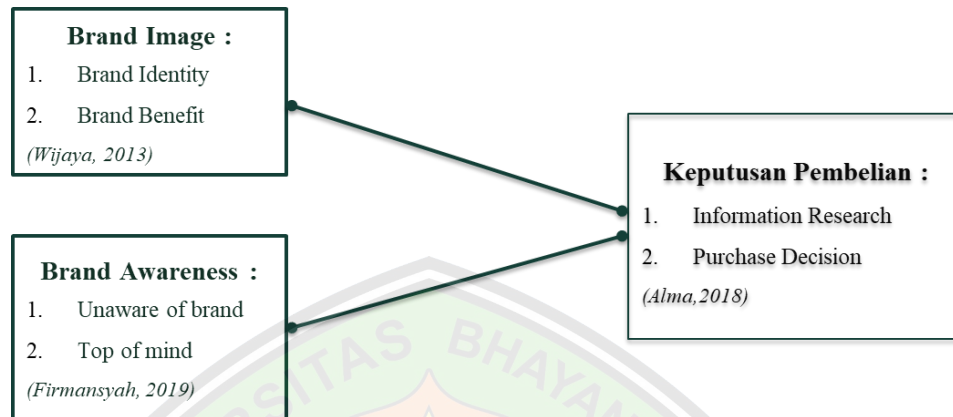 Brand Image :
1. Brand Identity
2. Brand Benefit
(Wijaya, 2013)
Brand Awareness :
1. Unaware of brand
2. Top of mind
(Firmansyah, 2019)
Keputusan Pembelian :
1. Information Research
2. Purchase Decision
(Alma,2018)